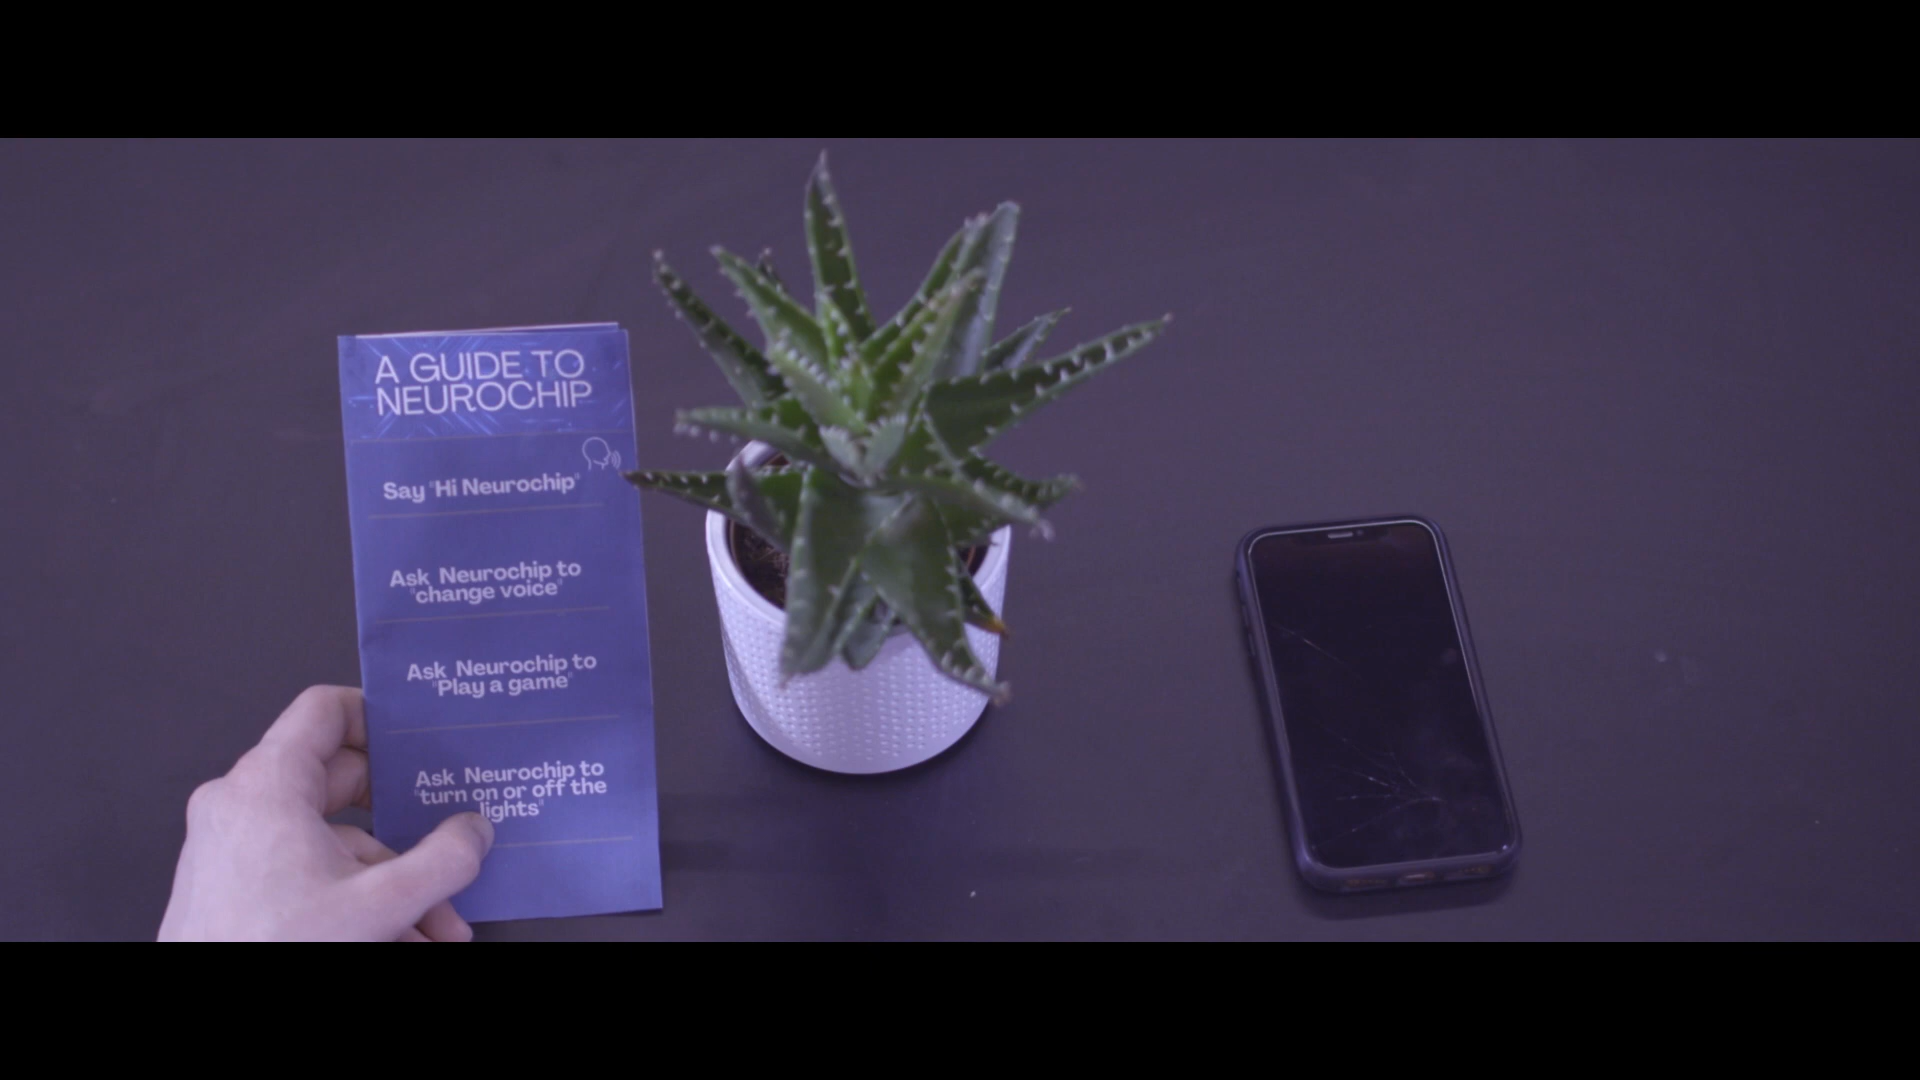 A GUIDE TO
NEUROCHIP
Say "Hi Neurochip"
Ask Neurochip to
"change voice"
Ask Neurochip to
"Play a game"
Ask Neurochip to
"turn on or off the
lights"